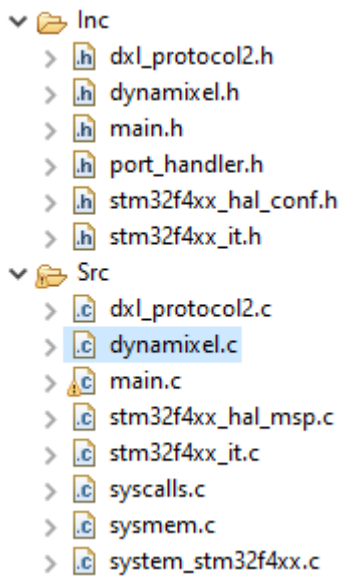 Inc
dxl_protocol2.h
dynamixel.h
main.h
port_handler.h
stm32f4xx_hal_conf.h
stm32f4xx_it.h
Src
dxl_protocol2.c
dynamixel.c
main.c
stm32f4xx_hal_msp.c
stm32f4xx_it.c
syscalls.c
sysmem.c
system_stm32f4xx.c